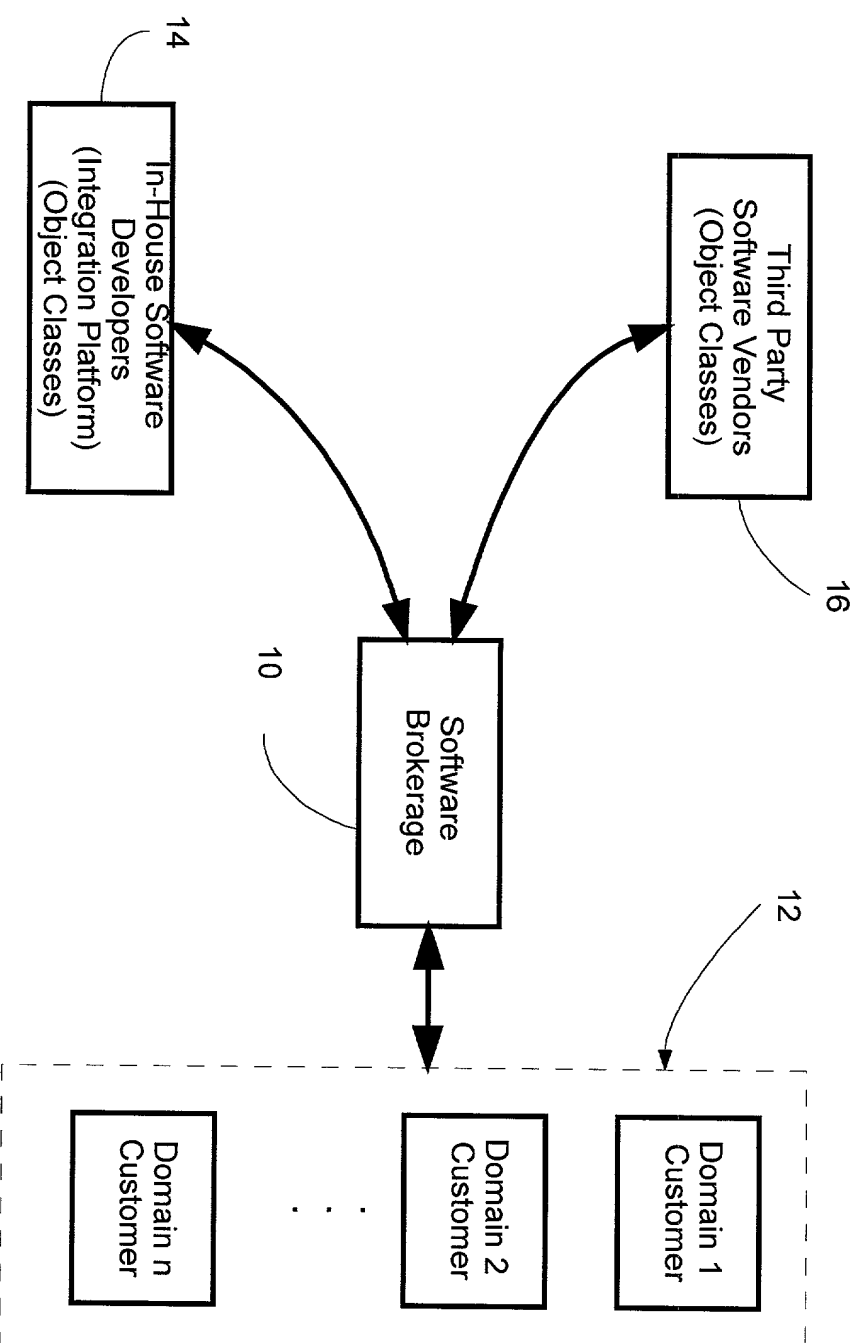 16
Third Party
Software Vendors
(Object Classes)
12
Domain 1
Customer
Software
Brokerage
Domain 2
Customer
. . .
10
14
In-House Software
Developers
(Integration Platform)
(Object Classes)
Domain n
Customer